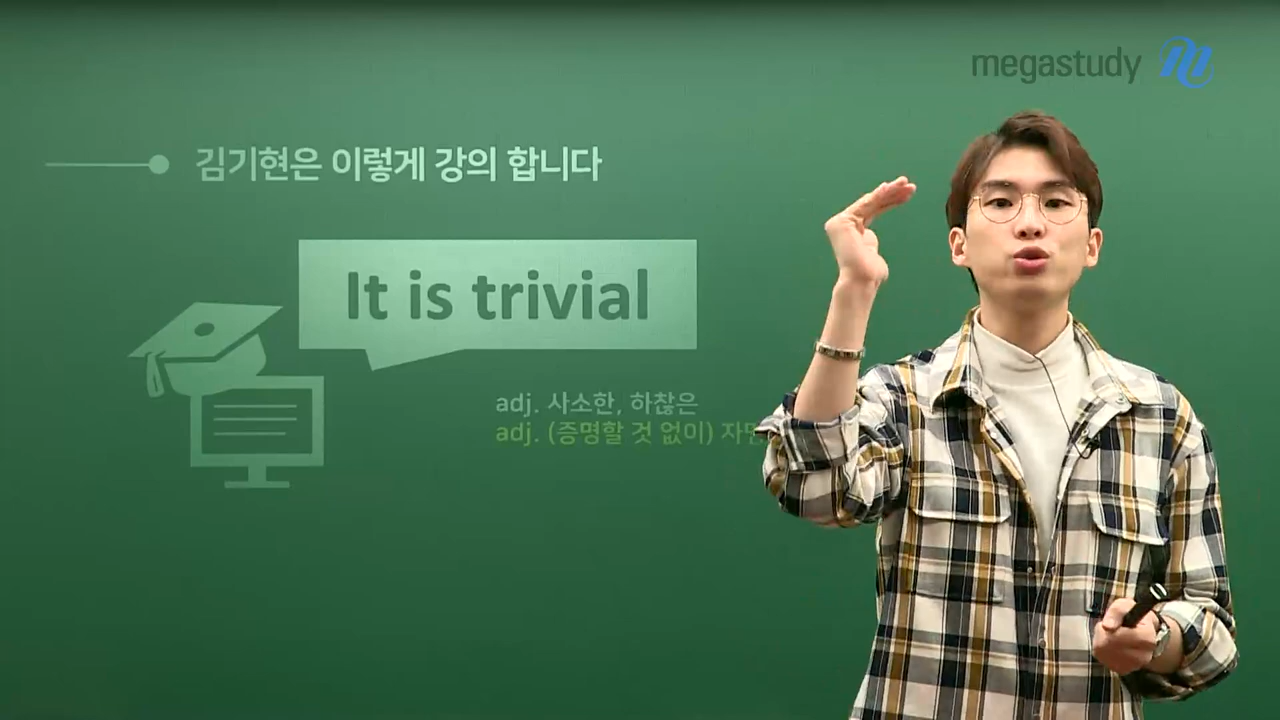 megastudy
김기현은 이렇게 강의 합니다
It is trivial
adj. 사소한, 하찮은
adj. (증명할 것 없이)